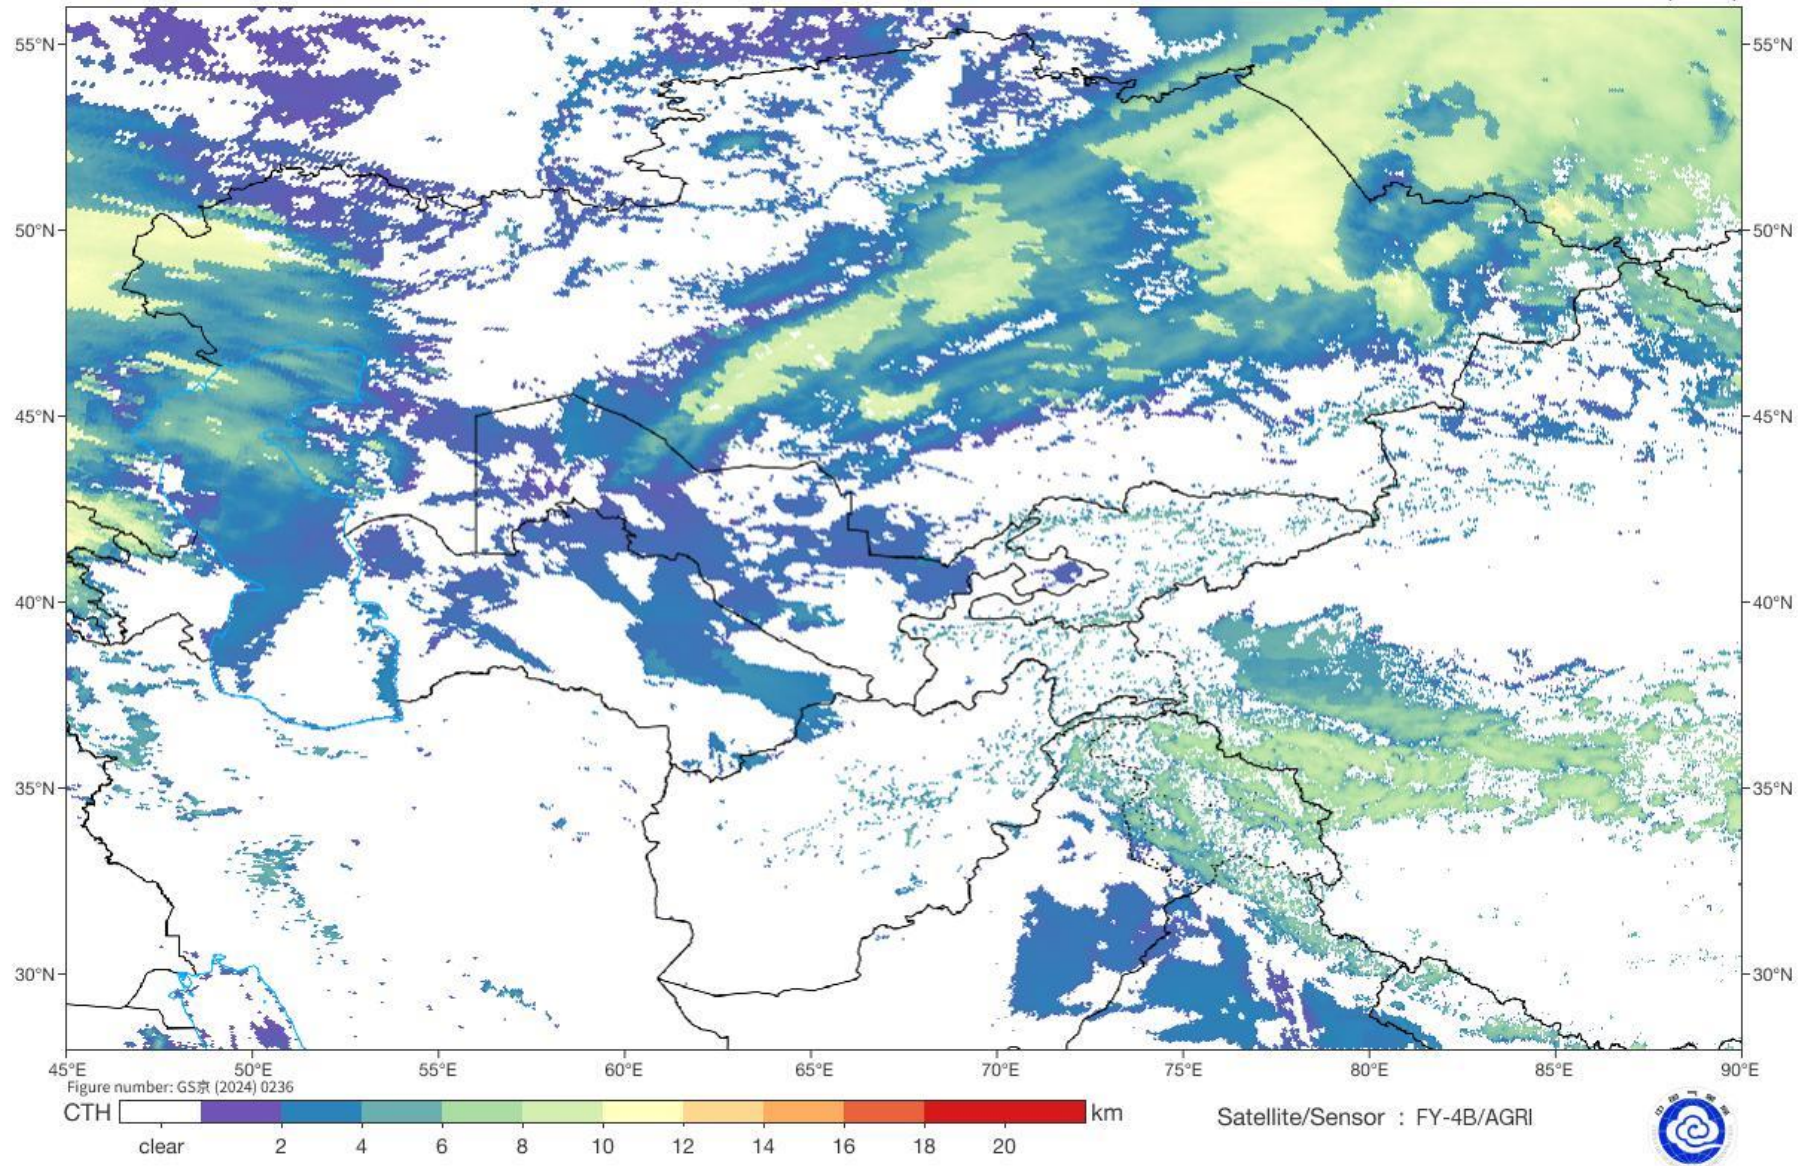 55°N
55°N
50°N
50°N
45°N
45°N
40°N
40°N
35°N
35°N
30°N
30°N
45°E 50°E 55°E 60°E 65°E 70°E 75°E 80°E 85°E 90°E
Figure number: GS京 (2024) 0236
CTH
km
clear 2 4 6 8 10 12 14 16 18 20
Satellite/Sensor : FY-4B/AGRI